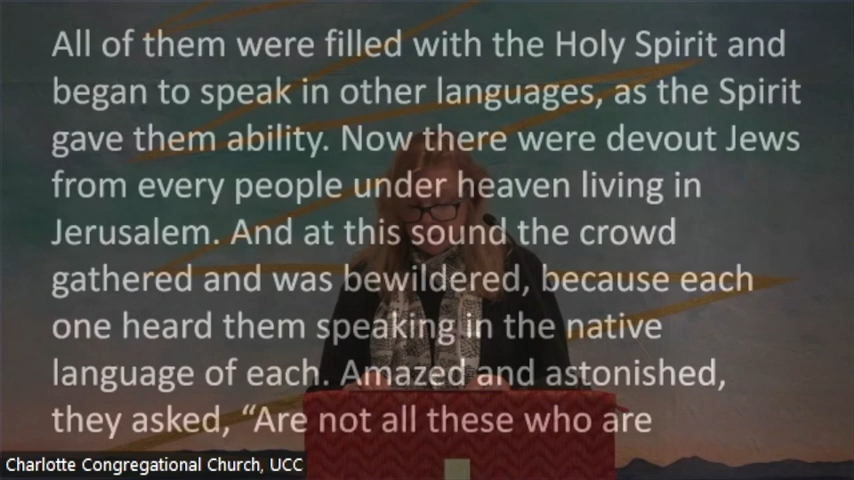 All of them were filled with the Holy Spirit and
began to speak in other languages, as the Spirit
gave them ability. Now there were devout Jews
from every people under heaven living in
Jerusalem. And at this sound the crowd
gathered and was bewildered, because each
one heard them speaking in the native
language of each. Amazed and astonished,
they asked, “Are not all these who are
Charlotte Congregational Church, UCC